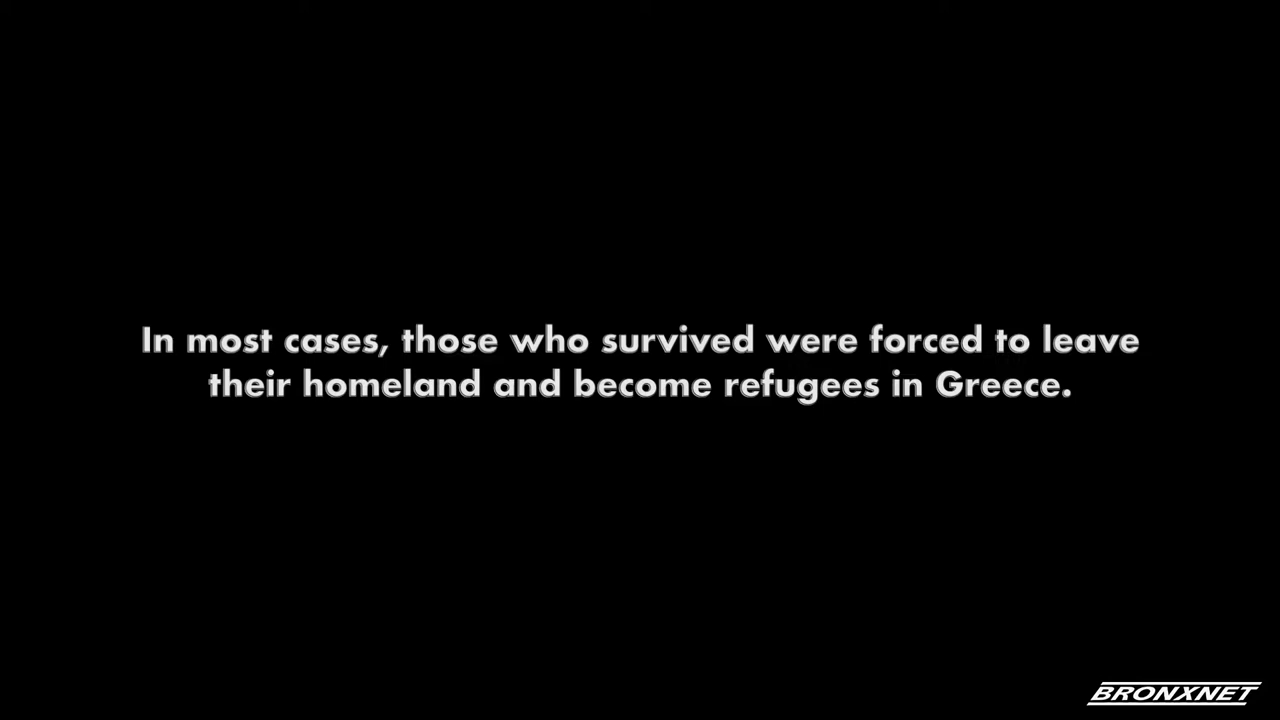 In most cases, those who survived were forced to leave
their homeland and become refugees in Greece.
BRONXNET